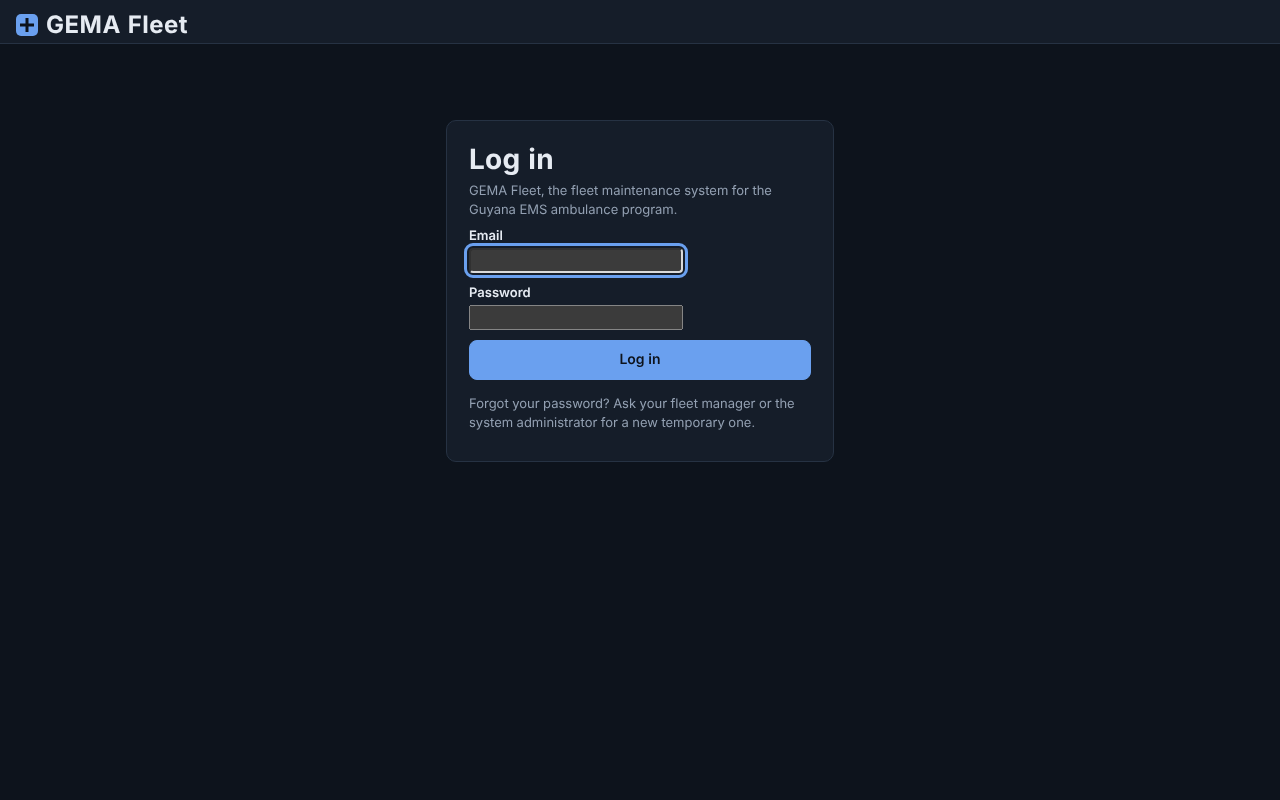 GEMA Fleet
Log in
GEMA Fleet, the fleet maintenance system for the
Guyana EMS ambulance program.
Email
Password
Log in
Forgot your password? Ask your fleet manager or the
system administrator for a new temporary one.